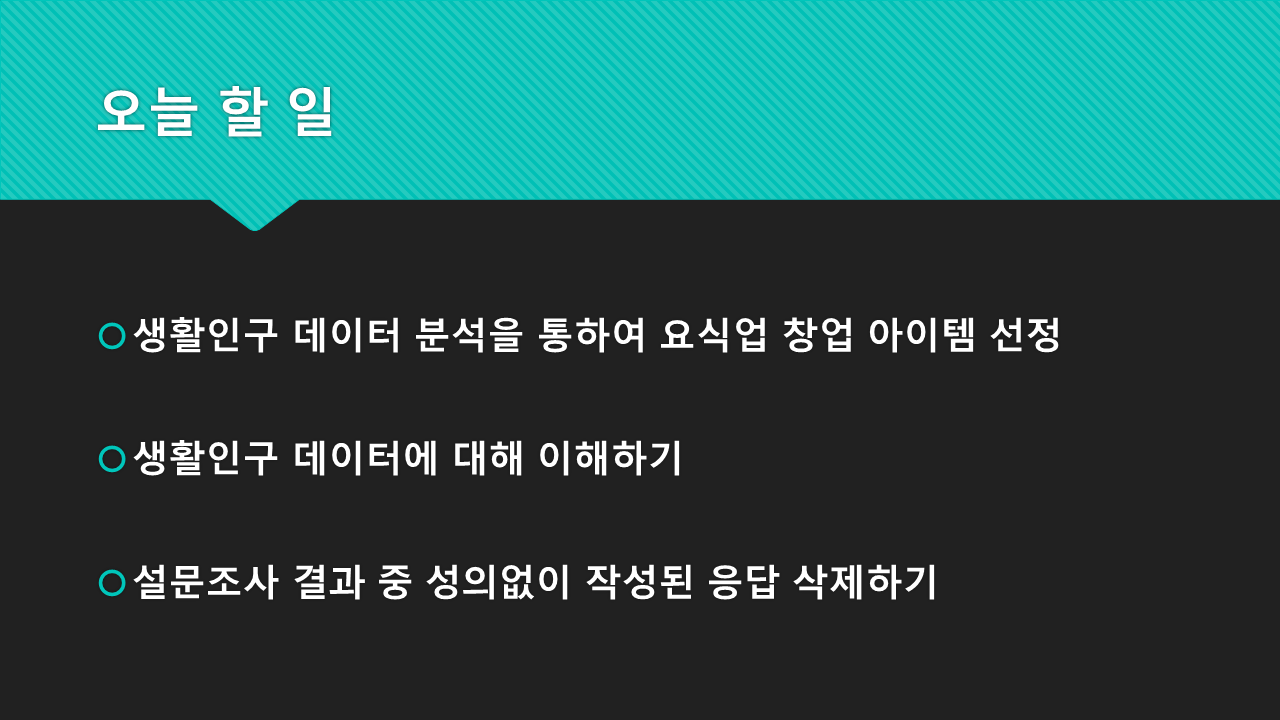 오늘 할 일
생활인구 데이터 분석을 통하여 요식업 창업 아이템 선정
생활인구 데이터에 대해 이해하기
설문조사 결과 중 성의없이 작성된 응답 삭제하기